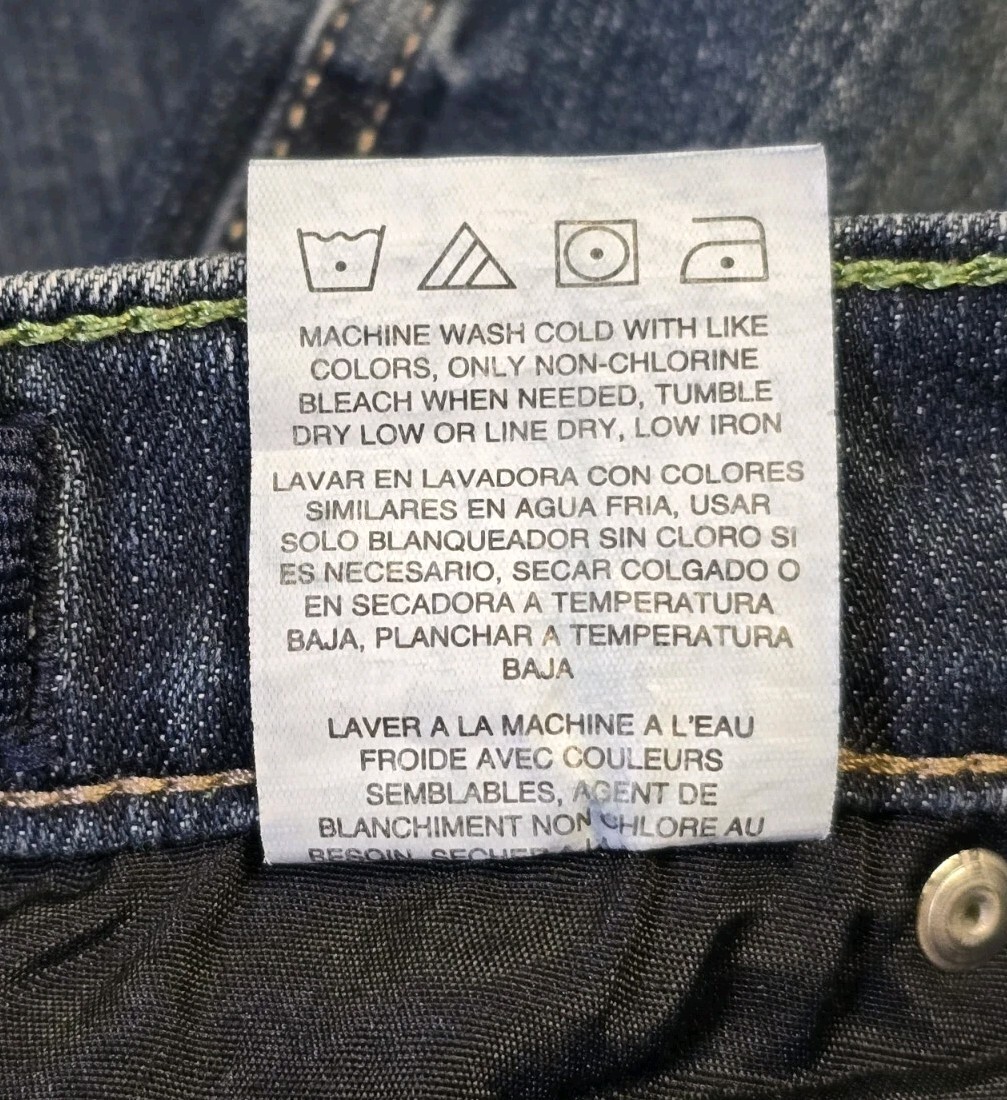 MACHINE WASH COLD WITH LIKE
COLORS, ONLY NON-CHLORINE
BLEACH WHEN NEEDED, TUMBLE
DRY LOW OR LINE DRY, LOW IRON
LAVAR EN LAVADORA CON COLORES
SIMILARES EN AGUA FRIA, USAR
SOLO BLANQUEADOR SIN CLORO SI
ES NECESARIO, SECAR COLGADO O
EN SECADORA A TEMPERATURA
BAJA, PLANCHAR A TEMPERATURA
BAJA
LAVER A LA MACHINE A L'EAU
FROIDE AVEC COULEURS
SEMBLABLES, AGENT DE
BLANCHIMENT NON CHLORE AU
BESOIN, SECHER A LA